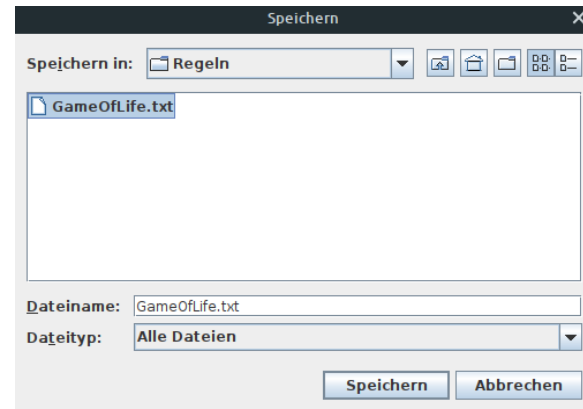 Speichern
Speichern in: Regeln
GameOfLife.txt
Dateiname: GameOfLife.txt
Dateityp: Alle Dateien
Speichern Abbrechen